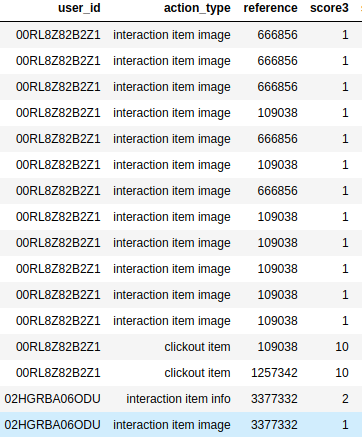 user_id action_type reference score3
00RL8Z82B2Z1 interaction item image 666856 1
00RL8Z82B2Z1 interaction item image 666856 1
00RL8Z82B2Z1 interaction item image 666856 1
00RL8Z82B2Z1 interaction item image 109038 1
00RL8Z82B2Z1 interaction item image 666856 1
00RL8Z82B2Z1 interaction item image 109038 1
00RL8Z82B2Z1 interaction item image 666856 1
00RL8Z82B2Z1 interaction item image 109038 1
00RL8Z82B2Z1 interaction item image 109038 1
00RL8Z82B2Z1 interaction item image 109038 1
00RL8Z82B2Z1 interaction item image 109038 1
00RL8Z82B2Z1 interaction item image 109038 1
00RL8Z82B2Z1 clickout item 109038 10
00RL8Z82B2Z1 clickout item 1257342 10
02HGRBA06ODU interaction item info 3377332 2
02HGRBA06ODU interaction item image 3377332 1